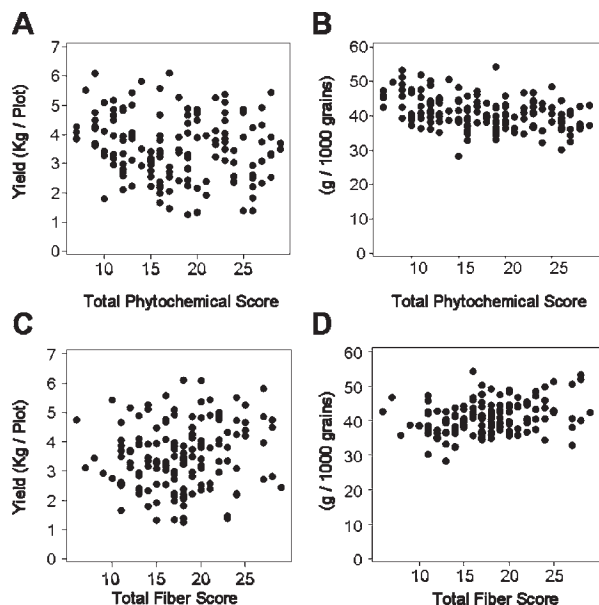 A
Yield (Kg / Plot)
7
6
5
4
3
2
1
0
10 15 20 25
Total Phytochemical Score
B
(g / 1000 grains)
60
50
40
30
20
10
0
10 15 20 25
Total Phytochemical Score
C
Yield (Kg / Plot)
7
6
5
4
3
2
1
0
10 15 20 25
Total Fiber Score
D
(g / 1000 grains)
60
50
40
30
20
10
0
10 15 20 25
Total Fiber Score